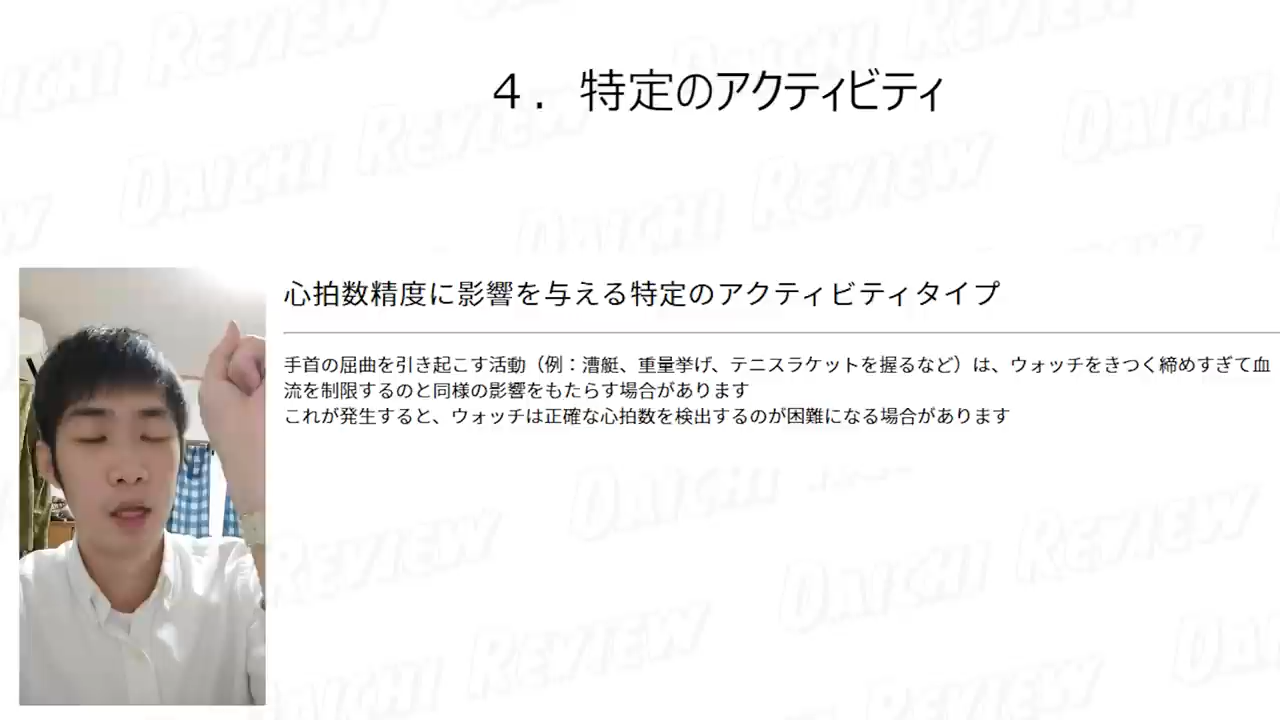 ４．特定のアクティビティ
心拍数精度に影響を与える特定のアクティビティタイプ
手首の屈曲を引き起こす活動（例：漕艇、重量挙げ、テニスラケットを握るなど）は、ウォッチをきつく締めすぎて血
流を制限するのと同様の影響をもたらす場合があります
これが発生すると、ウォッチは正確な心拍数を検出するのが困難になる場合があります
DAICHI REVIEW